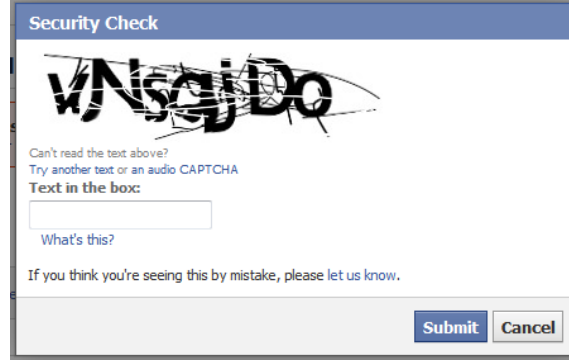 Security Check
Can't read the text above?
Try another text or an audio CAPTCHA
Text in the box:
What's this?
If you think you're seeing this by mistake, please let us know.
Submit Cancel